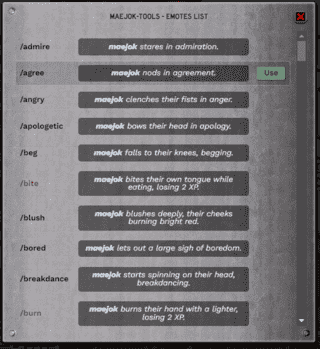 MAEJOK-TOOLS - EMOTES LIST
/admire
maejok stares in admiration.
/agree
maejok nods in agreement.
Use
/angry
maejok clenches their fists in anger.
/apologetic
maejok bows their head in apology.
/beg
maejok falls to their knees, begging.
/bite
maejok bites their own tongue while
eating, losing 2 XP.
/blush
maejok blushes deeply, their cheeks
burning bright red.
/bored
maejok lets out a large sigh of boredom.
/breakdance
maejok starts spinning on their head,
breakdancing.
/burn
maejok burns their hand with a lighter,
losing 2 XP.